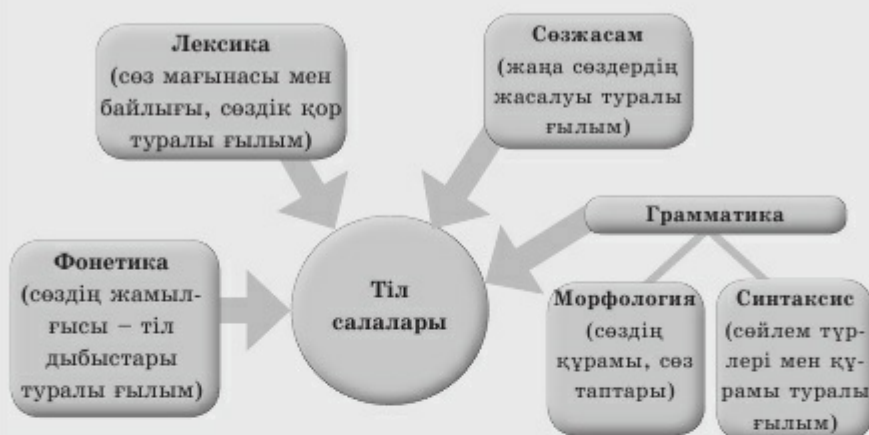 Лексика
(сөз мағынасы мен
байлығы, сөздік қор
туралы ғылым)
Сөзжасам
(жаңа сөздердің
жасалуы туралы
ғылым)
Грамматика
Фонетика
(сөздің жамыл-
ғысы – тіл
дыбыстары
туралы ғылым)
Тіл
салалары
Морфология
(сөздің
құрамы, сөз
таптары)
Синтаксис
(сөйлем түр-
лері мен құ-
рамы туралы
ғылым)